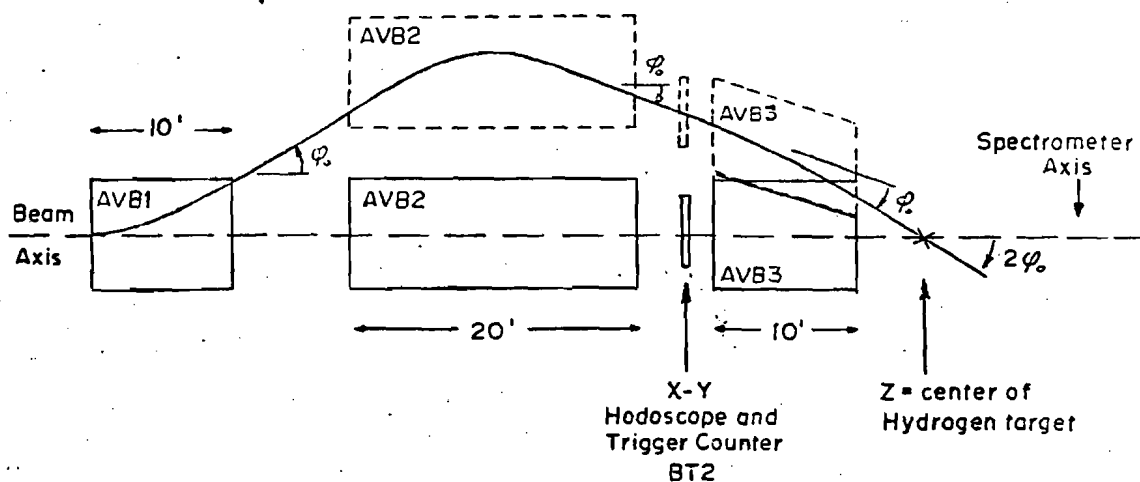 AVB2
φ₀
10'
AVB3
Spectrometer
Axis
φ₀
AVB1
AVB2
φ₀
Beam
Axis
AVB3
2φ₀
20'
10'
X-Y
Hodoscope and
Trigger Counter
BT2
Z = center of
Hydrogen target